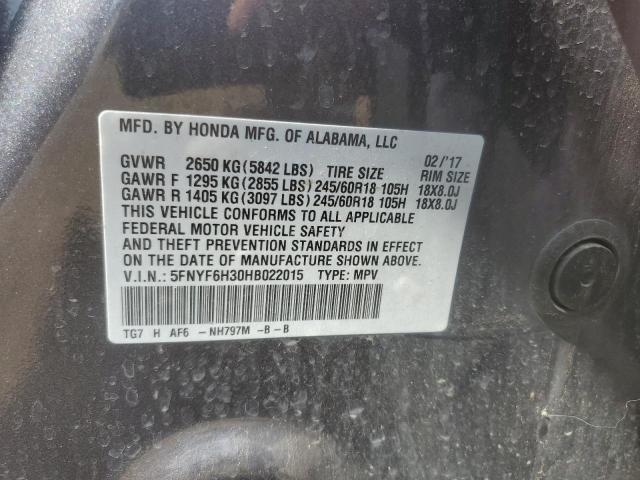 MFD. BY HONDA MFG. OF ALABAMA, LLC
GVWR 2650 KG(5842 LBS) TIRE SIZE 02/'17 RIM SIZE
GAWR F 1295 KG(2855 LBS)245/60R18 105H 18X8.0J
GAWR R 1405 KG(3097 LBS)245/60R18 105H 18X8.0J
THIS VEHICLE CONFORMS TO ALL APPLICABLE
FEDERAL MOTOR VEHICLE SAFETY
AND THEFT PREVENTION STANDARDS IN EFFECT
ON THE DATE OF MANUFACTURE SHOWN ABOVE.
V.I.N.: 5FNYF6H30HB022015 TYPE: MPV
TG7 H AF6 -NH797M -B -B